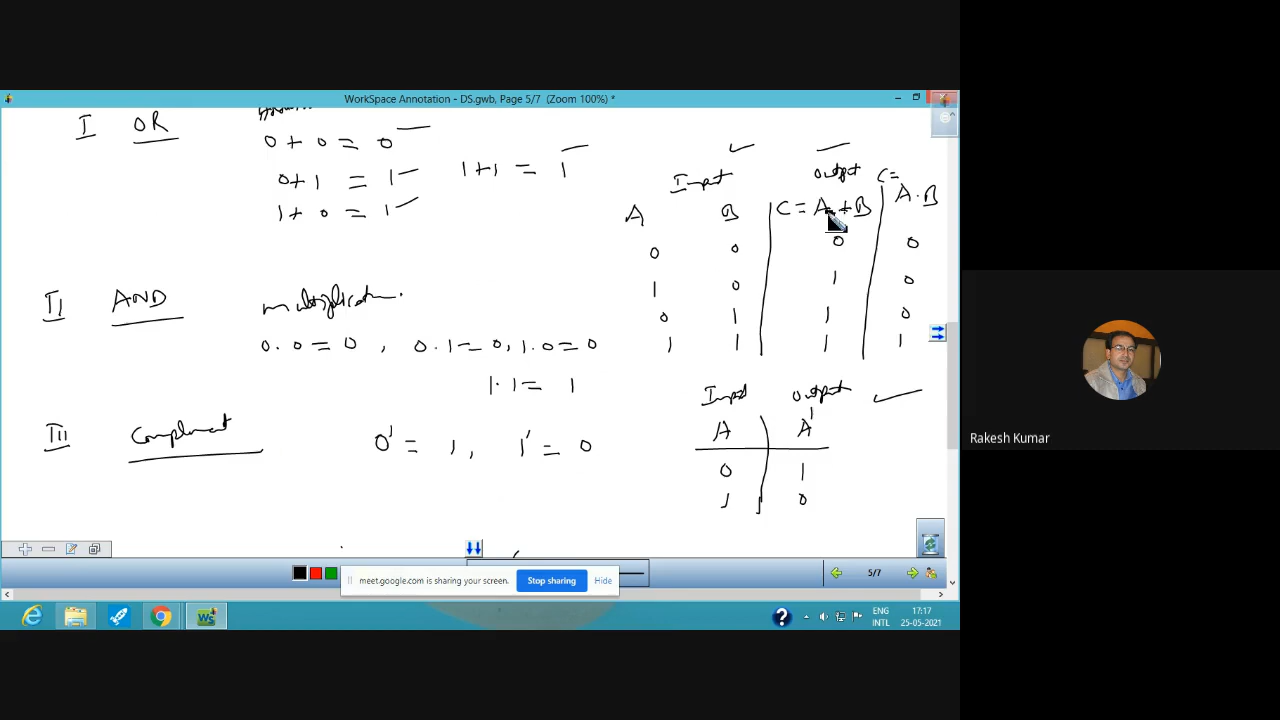 WorkSpace Annotation - DS.gwb, Page 5/7 (Zoom 100%) *
I OR
0 + 0 = 0
0 + 1 = 1
1 + 1 = 1
1 + 0 = 1
Input Output
A B C = A + B C = A · B
0 0 0 0
1 0 1 0
0 1 1 0
1 1 1 1
II AND multiplication.
0 . 0 = 0 , 0 . 1 = 0 , 1 . 0 = 0
1 . 1 = 1
III Complement 0' = 1 , 1' = 0
Input Output
A A'
0 1
1 0
Rakesh Kumar
5/7
meet.google.com is sharing your screen. Stop sharing Hide
ENG 17:17
INTL 25-05-2021